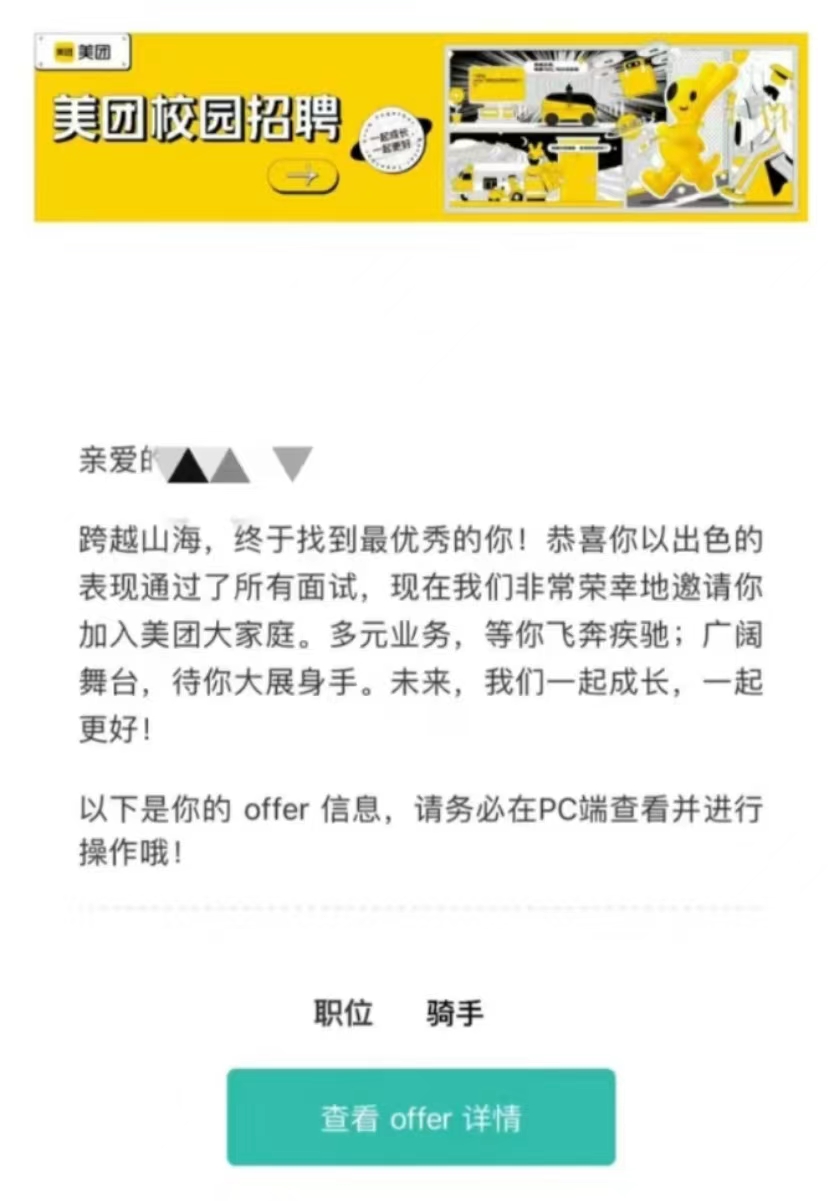 美团 美团
美团校园招聘
一起成长
一起更好
亲爱的
跨越山海，终于找到最优秀的你！恭喜你以出色的
表现通过了所有面试，现在我们非常荣幸地邀请你
加入美团大家庭。多元业务，等你飞奔疾驰；广阔
舞台，待你大展身手。未来，我们一起成长，一起
更好！
以下是你的 offer 信息，请务必在PC端查看并进行
操作哦！
职位 骑手
查看 offer 详情